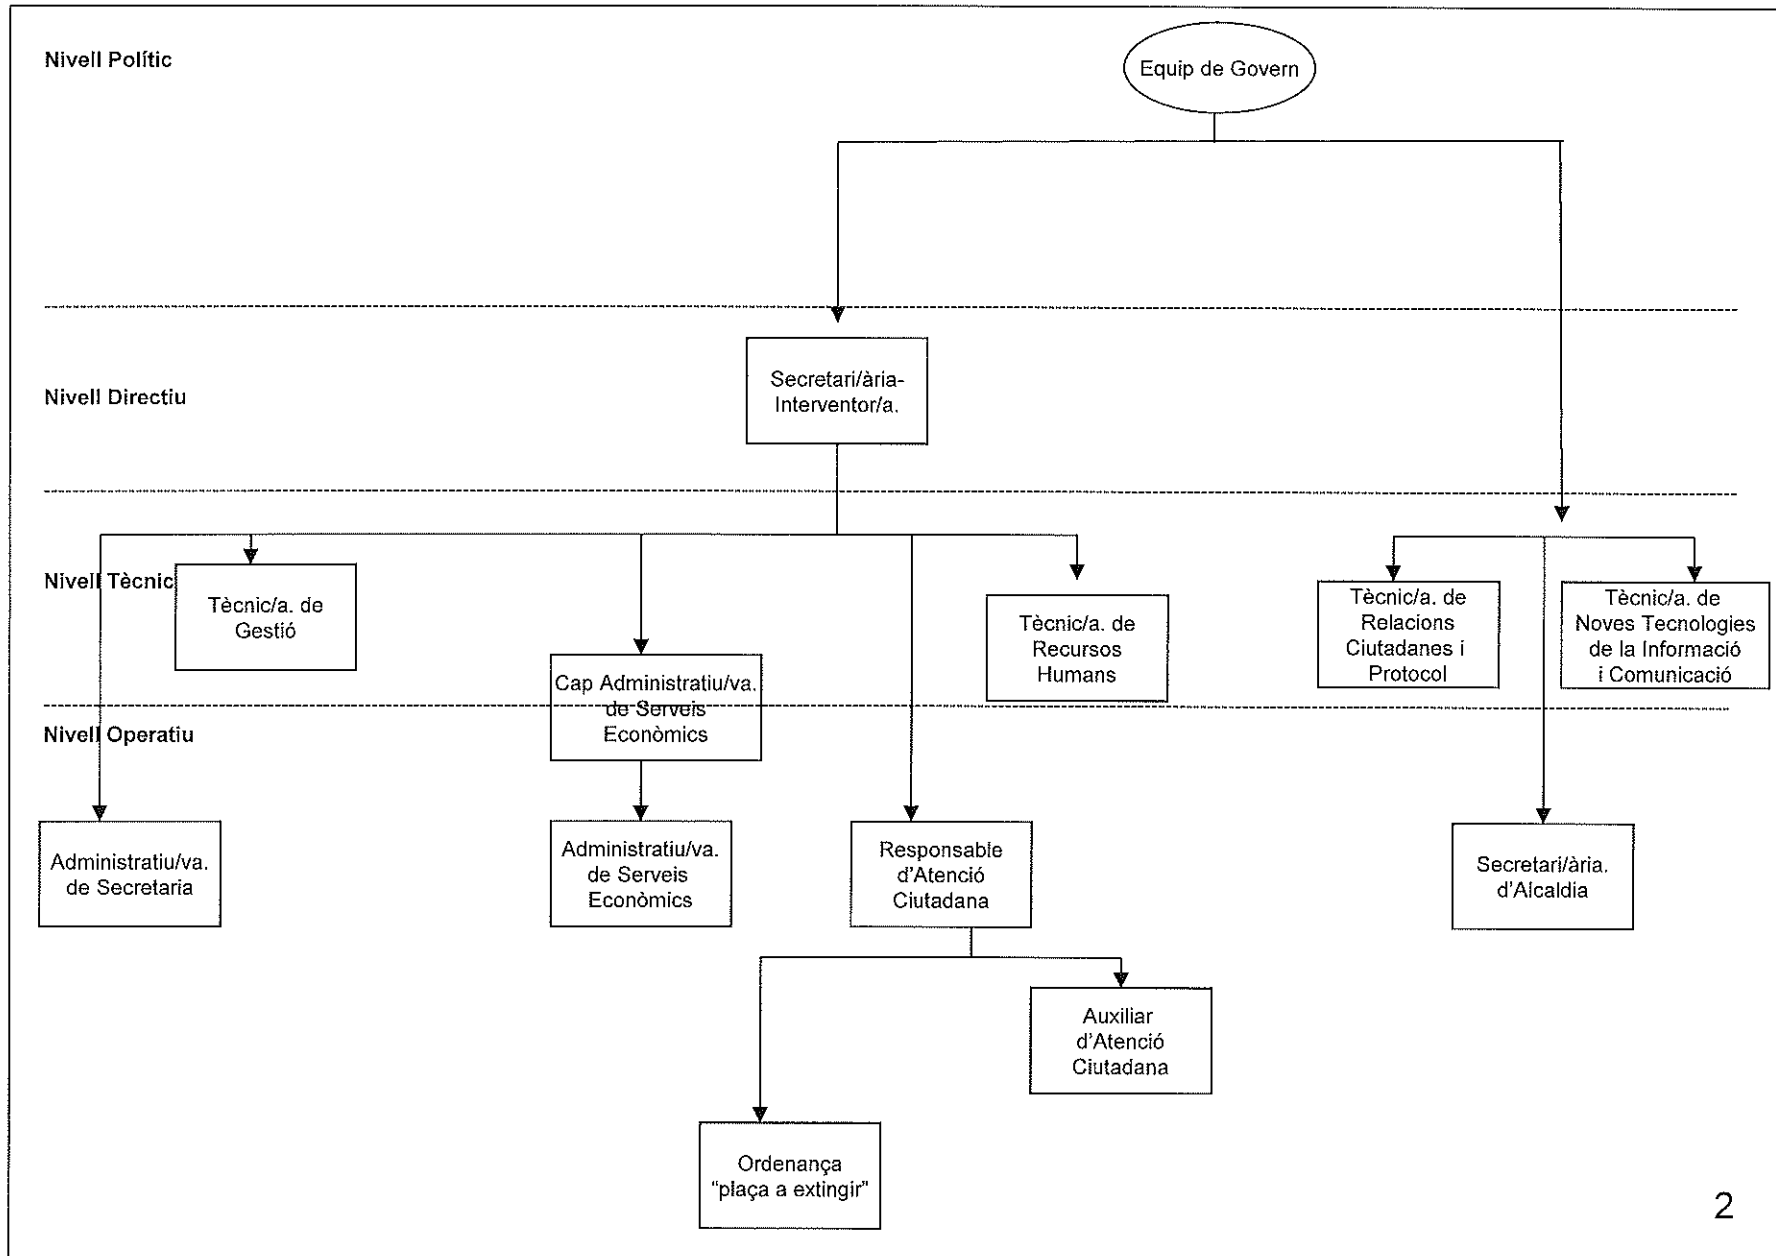 Nivell Polític
Equip de Govern
Nivell Directiu
Secretari/ària-
Interventor/a.
Nivell Tècnic
Tècnic/a. de
Gestió
Cap Administratiu/va.
de Serveis
Econòmics
Tècnic/a. de
Recursos
Humans
Tècnic/a. de
Relacions
Ciutadanes i
Protocol
Tècnic/a. de
Noves Tecnologies
de la Informació
i Comunicació
Nivell Operatiu
Administratiu/va.
de Secretaria
Administratiu/va.
de Serveis
Econòmics
Responsable
d'Atenció
Ciutadana
Secretari/ària.
d'Alcaldia
Auxiliar
d'Atenció
Ciutadana
Ordenança
“plaça a extingir”
2